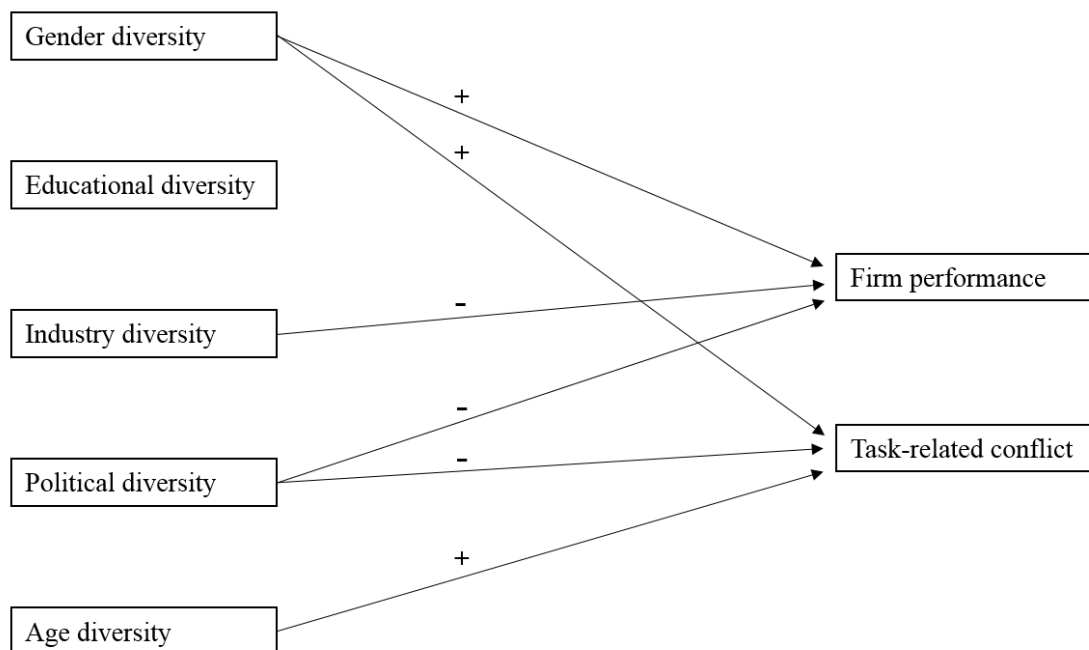 Gender diversity
+
+
Educational diversity
Firm performance
Industry diversity
-
-
Task-related conflict
Political diversity
-
+
Age diversity